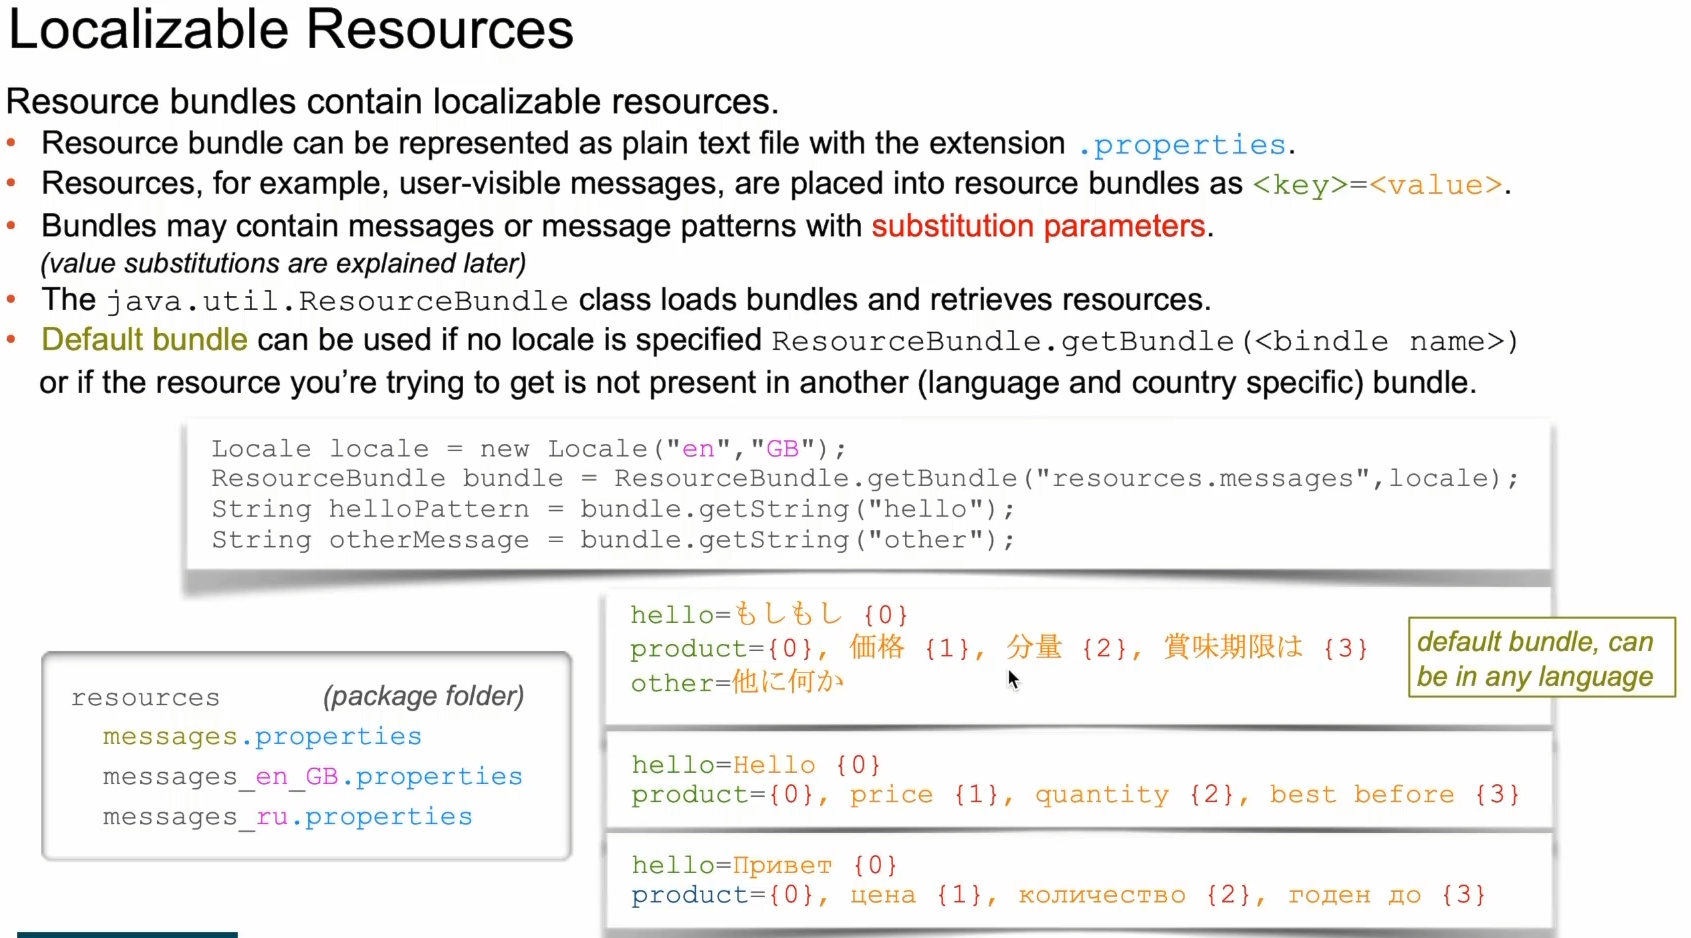 Localizable Resources
Resource bundles contain localizable resources.
• Resource bundle can be represented as plain text file with the extension .properties.
• Resources, for example, user-visible messages, are placed into resource bundles as <key>=<value>.
• Bundles may contain messages or message patterns with substitution parameters.
(value substitutions are explained later)
• The java.util.ResourceBundle class loads bundles and retrieves resources.
• Default bundle can be used if no locale is specified ResourceBundle.getBundle(<bindle name>)
or if the resource you're trying to get is not present in another (language and country specific) bundle.
Locale locale = new Locale("en","GB");
ResourceBundle bundle = ResourceBundle.getBundle("resources.messages",locale);
String helloPattern = bundle.getString("hello");
String otherMessage = bundle.getString("other");
resources (package folder)
messages.properties
messages_en_GB.properties
messages_ru.properties
hello=もしもし {0}
product={0}, 価格 {1}, 分量 {2}, 賞味期限は {3}
other=他に何か
default bundle, can
be in any language
hello=Hello {0}
product={0}, price {1}, quantity {2}, best before {3}
hello=Привет {0}
product={0}, цена {1}, количество {2}, годен до {3}